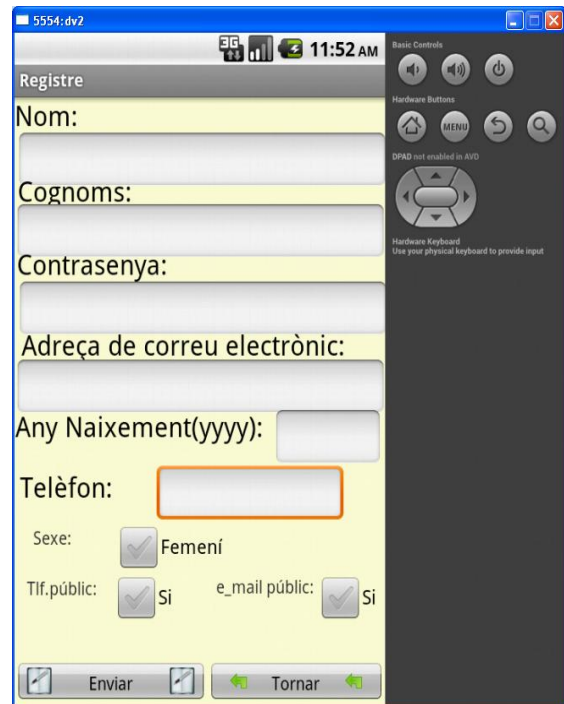 5554:dv2
3G 11:52 AM
Registre
Nom:
Cognoms:
Contrasenya:
Adreça de correu electrònic:
Any Naixement(yyyy):
Telèfon:
Sexe: Femení
Tlf.públic: Si e_mail públic: Si
Enviar Tornar
Basic Controls
Hardware Buttons
MENU
DPAD not enabled in AVD
Hardware Keyboard
Use your physical keyboard to provide input